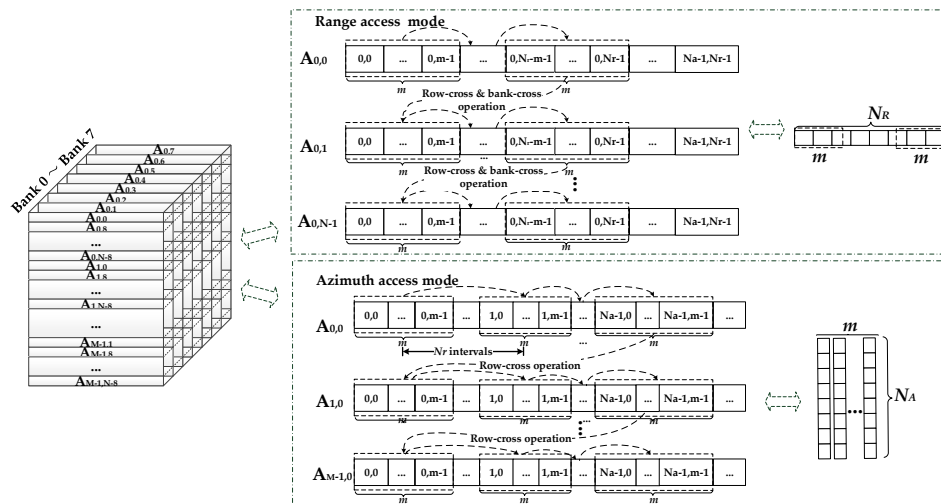 Bank 0 ~ Bank 7
A0,7
A0,6
A0,5
A0,4
A0,3
A0,2
A0,1
A0,0
A0,8
...
A0,N-8
A1,0
A1,8
...
A1,N-8
...
A M-1,1
A M-1,8
...
A M-1,N-8
Range access mode
A0,0 0,0 ... 0,m-1 ... 0,Nr-m-1 ... 0,Nr-1 ... Na-1,Nr-1
m m
Row-cross & bank-cross
operation
A0,1 0,0 ... 0,m-1 ... 0,Nr-m-1 ... 0,Nr-1 ... Na-1,Nr-1
m ... m
Row-cross & bank-cross
operation
A0,N-1 0,0 ... 0,m-1 ... 0,Nr-m-1 ... 0,Nr-1 ... Na-1,Nr-1
m m
NR
m m
Azimuth access mode
A0,0 0,0 ... 0,m-1 ... 1,0 ... 1,m-1 ... Na-1,0 ... Na-1,m-1 ...
m m ... m
Nr intervals
Row-cross operation
A1,0 0,0 ... 0,m-1 ... 1,0 ... 1,m-1 ... Na-1,0 ... Na-1,m-1 ...
m m ... m
Row-cross operation
AM-1,0 0,0 ... 0,m-1 ... 1,0 ... 1,m-1 ... Na-1,0 ... Na-1,m-1 ...
m m ... m
m
... NA